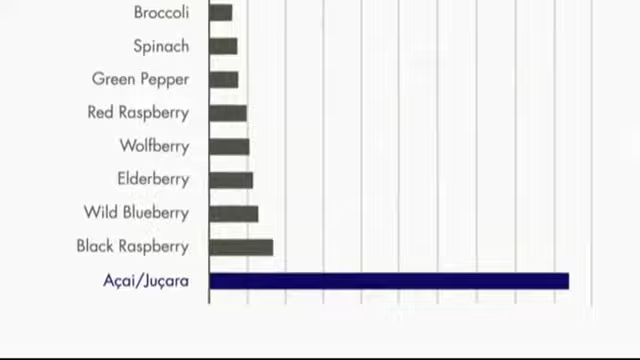 Broccoli
Spinach
Green Pepper
Red Raspberry
Wolfberry
Elderberry
Wild Blueberry
Black Raspberry
Açai/Juçara